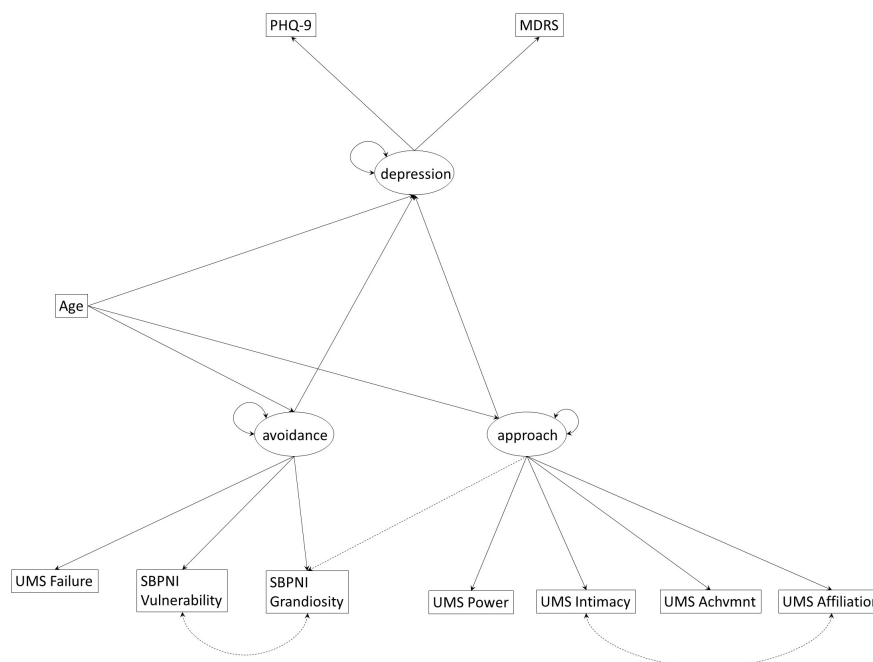 PHQ-9
MDRS
depression
Age
avoidance
approach
UMS Failure
SBPNI
Vulnerability
SBPNI
Grandiosity
UMS Power
UMS Intimacy
UMS Achvmnt
UMS Affiliation